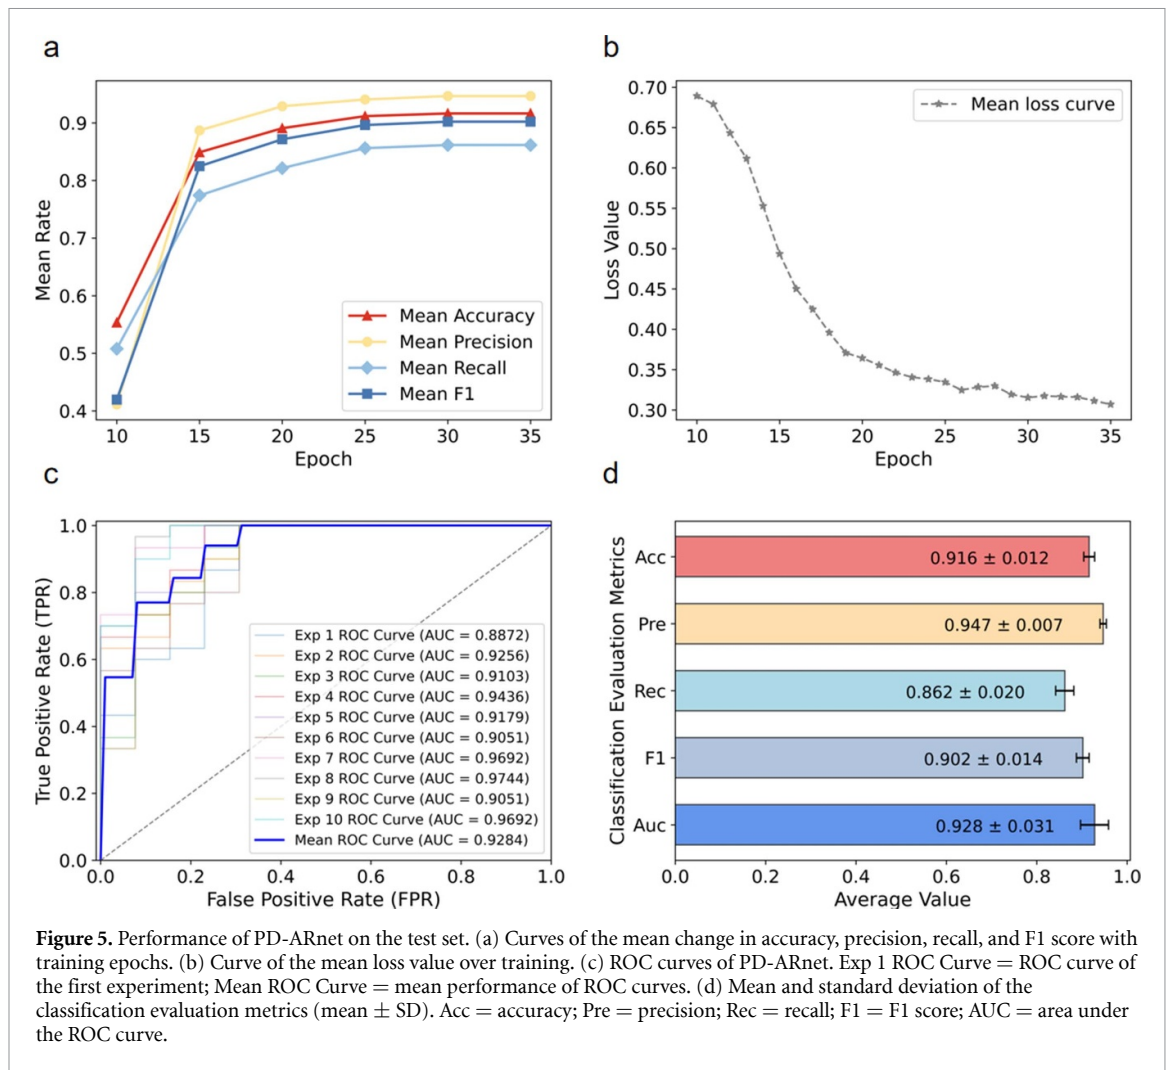 a
0.9
0.8
0.7
0.6
0.5
0.4
Mean Rate
Mean Accuracy
Mean Precision
Mean Recall
Mean F1
10 15 20 25 30 35
Epoch
b
0.70
0.65
0.60
0.55
0.50
0.45
0.40
0.35
0.30
Loss Value
Mean loss curve
10 15 20 25 30 35
Epoch
c
1.0
0.8
0.6
0.4
0.2
0.0
True Positive Rate (TPR)
Exp 1 ROC Curve (AUC = 0.8872)
Exp 2 ROC Curve (AUC = 0.9256)
Exp 3 ROC Curve (AUC = 0.9103)
Exp 4 ROC Curve (AUC = 0.9436)
Exp 5 ROC Curve (AUC = 0.9179)
Exp 6 ROC Curve (AUC = 0.9051)
Exp 7 ROC Curve (AUC = 0.9692)
Exp 8 ROC Curve (AUC = 0.9744)
Exp 9 ROC Curve (AUC = 0.9051)
Exp 10 ROC Curve (AUC = 0.9692)
Mean ROC Curve (AUC = 0.9284)
0.0 0.2 0.4 0.6 0.8 1.0
False Positive Rate (FPR)
d
Classification Evaluation Metrics
Acc 0.916 ± 0.012
Pre 0.947 ± 0.007
Rec 0.862 ± 0.020
F1 0.902 ± 0.014
Auc 0.928 ± 0.031
0.0 0.2 0.4 0.6 0.8 1.0
Average Value
Figure 5. Performance of PD-ARnet on the test set. (a) Curves of the mean change in accuracy, precision, recall, and F1 score with
training epochs. (b) Curve of the mean loss value over training. (c) ROC curves of PD-ARnet. Exp 1 ROC Curve = ROC curve of
the first experiment; Mean ROC Curve = mean performance of ROC curves. (d) Mean and standard deviation of the
classification evaluation metrics (mean ± SD). Acc = accuracy; Pre = precision; Rec = recall; F1 = F1 score; AUC = area under
the ROC curve.